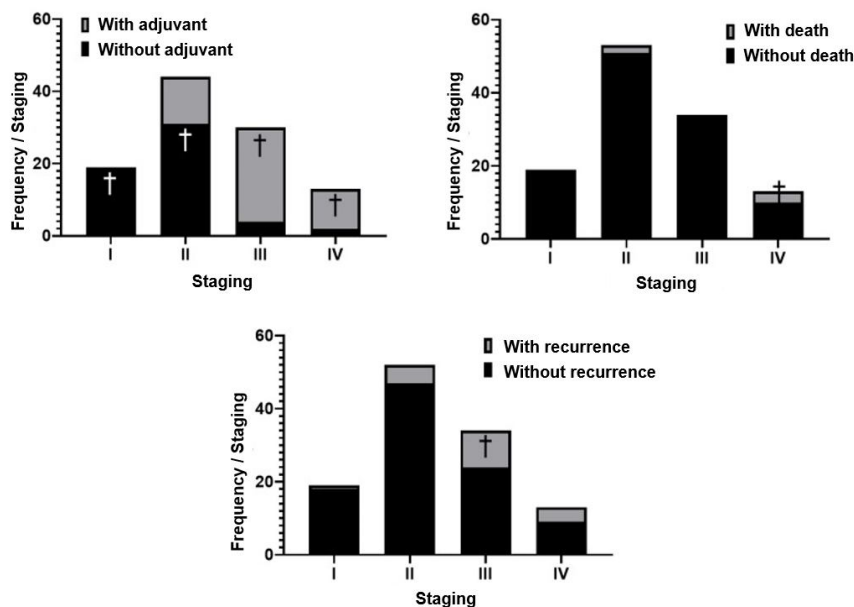 With adjuvant
Without adjuvant
Frequency / Staging
60
40
20
0
†
†
†
†
I
II
III
IV
Staging
With death
Without death
Frequency / Staging
60
40
20
0
†
I
II
III
IV
Staging
With recurrence
Without recurrence
Frequency / Staging
60
40
20
0
†
I
II
III
IV
Staging